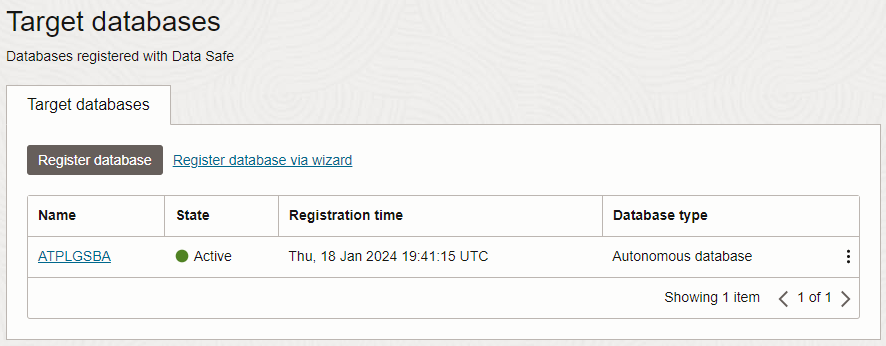 Target databases
Databases registered with Data Safe
Target databases
Register database Register database via wizard
Name State Registration time Database type
ATPLGSBA Active Thu, 18 Jan 2024 19:41:15 UTC Autonomous database
Showing 1 item 1 of 1